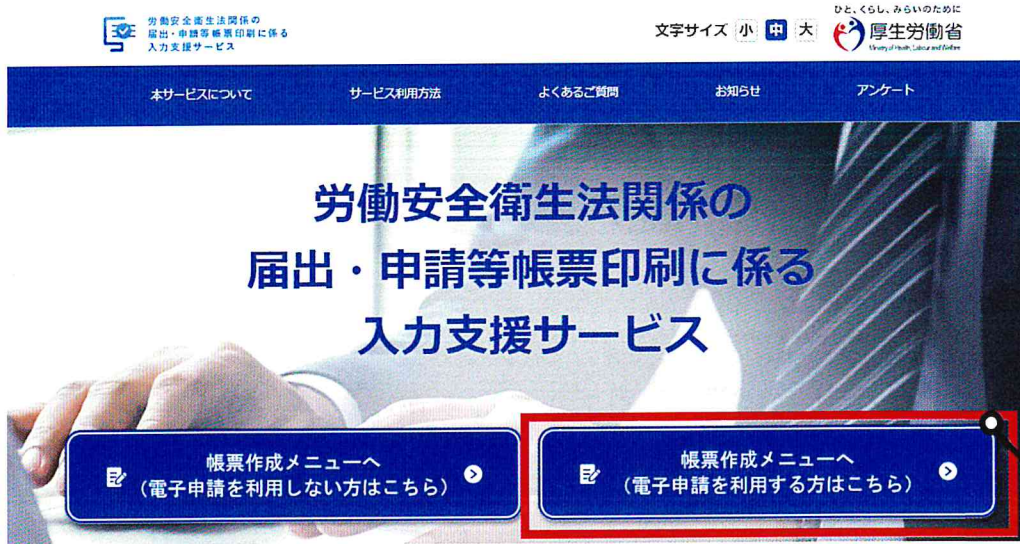 労働安全衛生法関係の
届出・申請等帳票印刷に係る
入力支援サービス
文字サイズ 小 中 大
ひと、くらし、みらいのために
厚生労働省
Ministry of Health, Labour and Welfare
本サービスについて サービス利用方法 よくあるご質問 お知らせ アンケート
労働安全衛生法関係の
届出・申請等帳票印刷に係る
入力支援サービス
帳票作成メニューへ
(電子申請を利用しない方はこちら)
帳票作成メニューへ
(電子申請を利用する方はこちら)